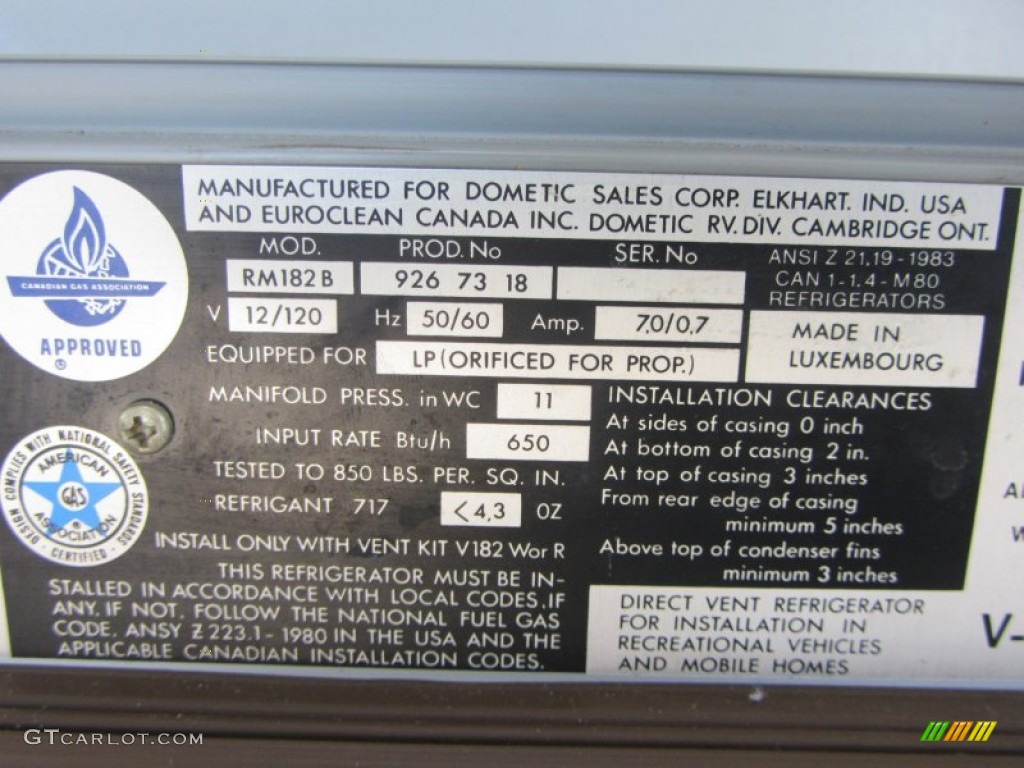 MANUFACTURED FOR DOMETIC SALES CORP. ELKHART. IND. USA
AND EUROCLEAN CANADA INC. DOMETIC RV. DIV. CAMBRIDGE ONT.
CANADIAN GAS ASSOCIATION
APPROVED
MOD. PROD. No SER. No
RM182B 926 73 18
ANSI Z 21.19-1983
CAN 1-1.4-M80
REFRIGERATORS
V 12/120 Hz 50/60 Amp. 7,0/0,7
MADE IN
LUXEMBOURG
EQUIPPED FOR LP (ORIFICED FOR PROP.)
MANIFOLD PRESS. in WC 11
INPUT RATE Btu/h 650
TESTED TO 850 LBS. PER. SQ. IN.
REFRIGANT 717 <4,3 OZ
INSTALL ONLY WITH VENT KIT V182 W or R
INSTALLATION CLEARANCES
At sides of casing 0 inch
At bottom of casing 2 in.
At top of casing 3 inches
From rear edge of casing
minimum 5 inches
Above top of condenser fins
minimum 3 inches
DESIGN COMPLIES WITH NATIONAL SAFETY STANDARDS
AMERICAN
GAS
ASSOCIATION
CERTIFIED
THIS REFRIGERATOR MUST BE IN-
STALLED IN ACCORDANCE WITH LOCAL CODES, IF
ANY. IF NOT. FOLLOW THE NATIONAL FUEL GAS
CODE. ANSY Z 223.1-1980 IN THE USA AND THE
APPLICABLE CANADIAN INSTALLATION CODES.
DIRECT VENT REFRIGERATOR
FOR INSTALLATION IN
RECREATIONAL VEHICLES
AND MOBILE HOMES
V-
GTCARLOT.COM